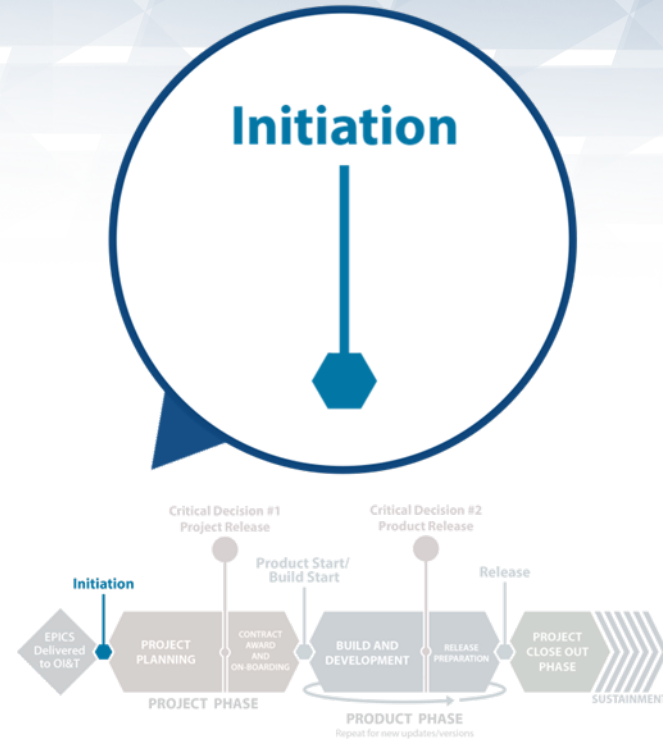 Initiation
Critical Decision #1
Project Release
Critical Decision #2
Product Release
Product Start/
Build Start
Release
Initiation
EPICS
Delivered
to OI&T
PROJECT
PLANNING
CONTRACT
AWARD
AND
ON-BOARDING
BUILD AND
DEVELOPMENT
RELEASE
PREPARATION
PROJECT
CLOSE OUT
PHASE
SUSTAINMENT
PROJECT PHASE
PRODUCT PHASE
Repeat for new updates/versions